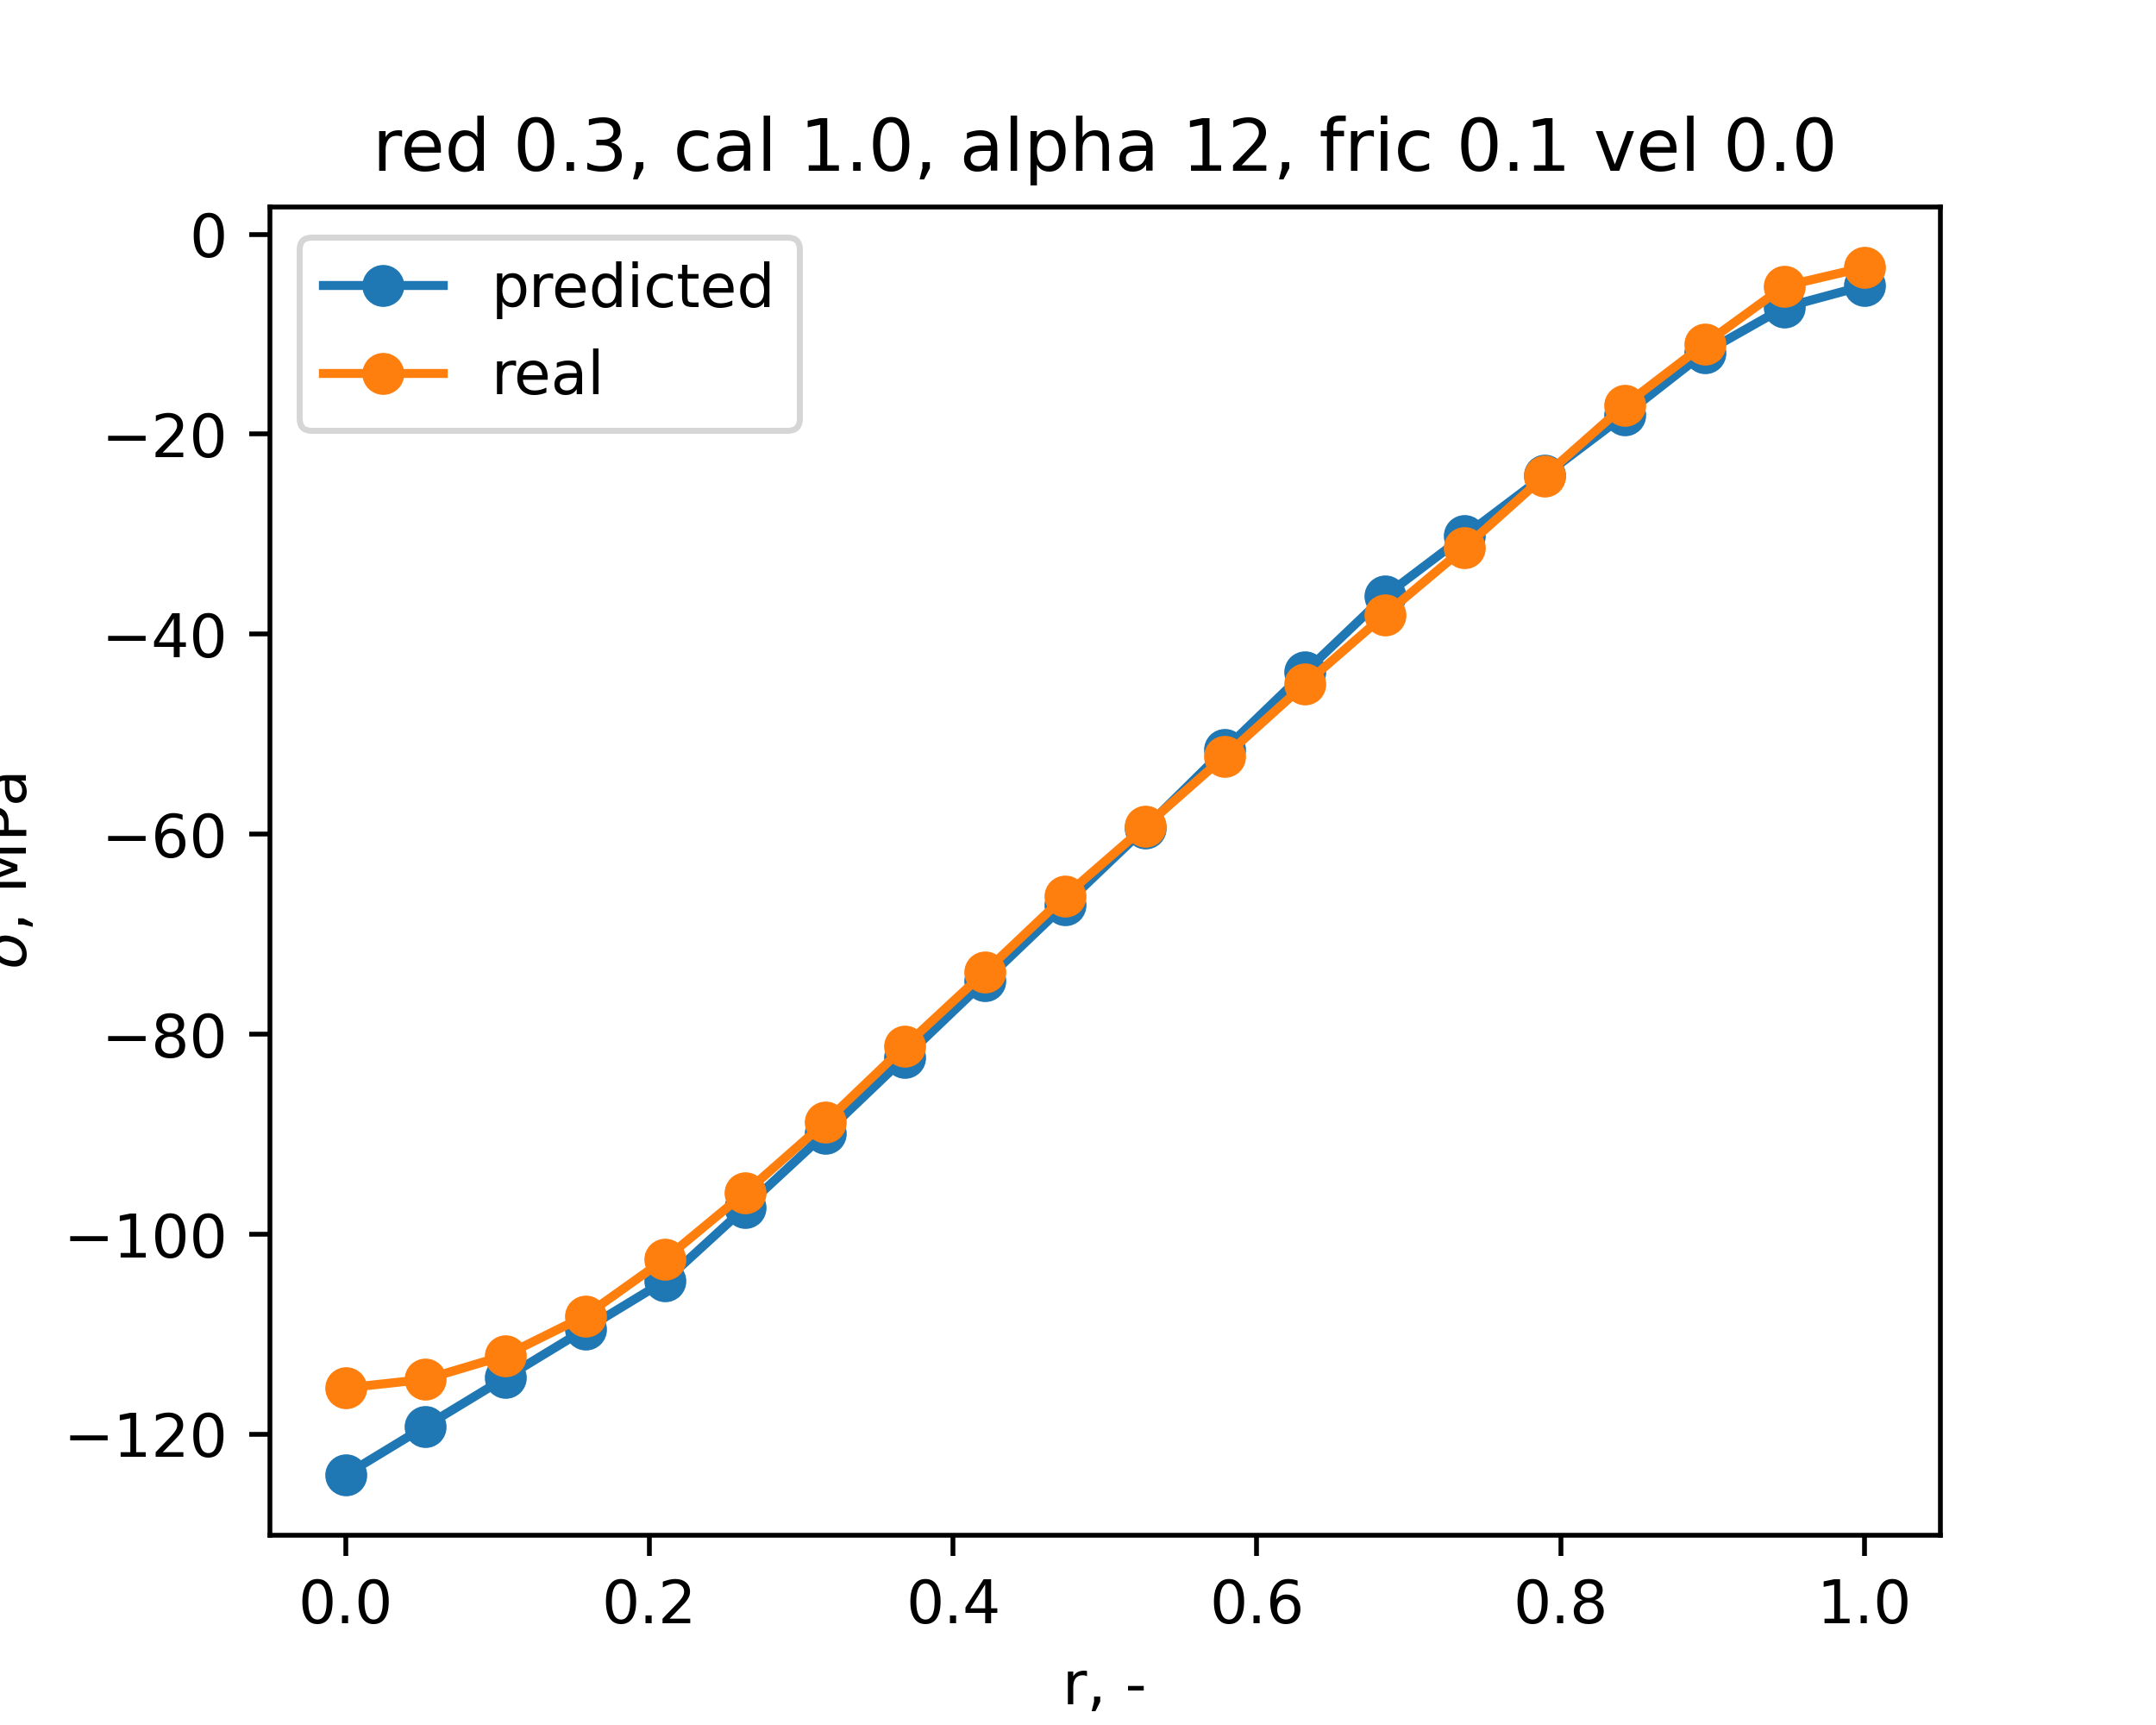 red 0.3, cal 1.0, alpha 12, fric 0.1 vel 0.0
predicted
real
0
−20
−40
−60
−80
−100
−120
σ, MPa
0.0 0.2 0.4 0.6 0.8 1.0
r, -